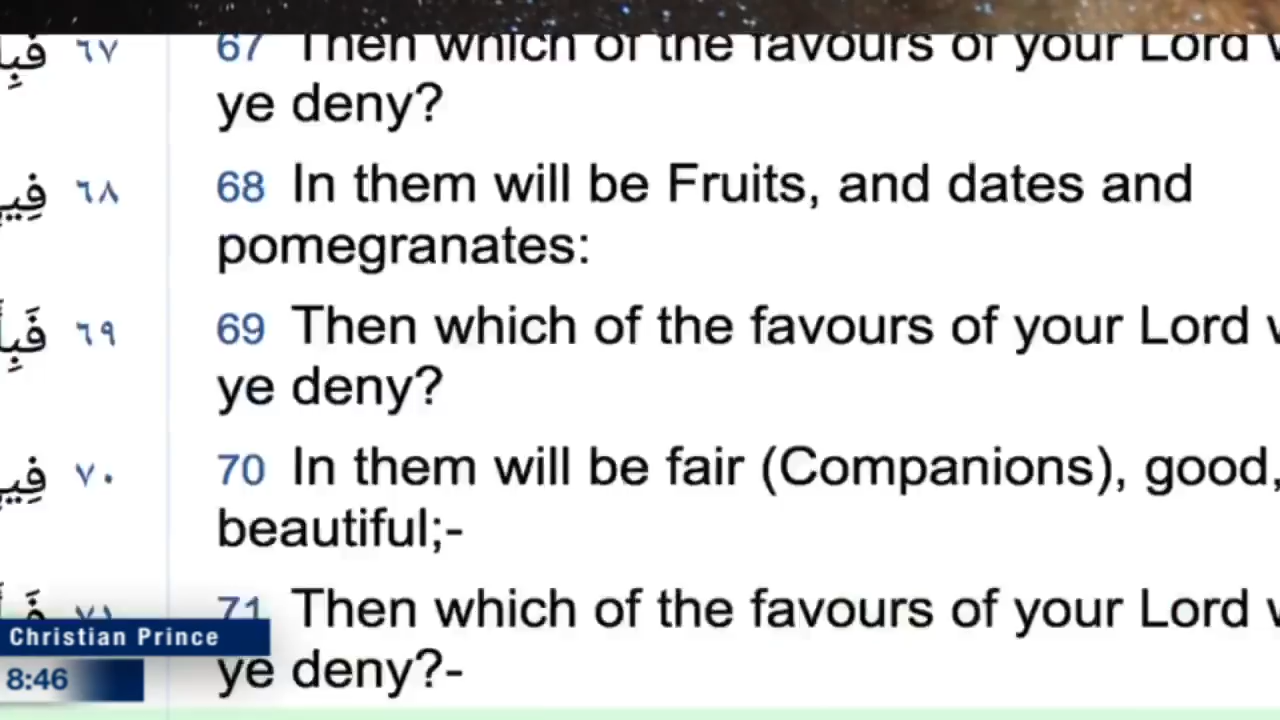 فَبِأَ ٦٧ 67 Then which of the favours of your Lord
ye deny?
٦٨ 68 In them will be Fruits, and dates and
pomegranates:
٦٩ 69 Then which of the favours of your Lord
ye deny?
٧٠ 70 In them will be fair (Companions), good,
beautiful;-
٧١ 71 Then which of the favours of your Lord
ye deny?-
Christian Prince
8:46